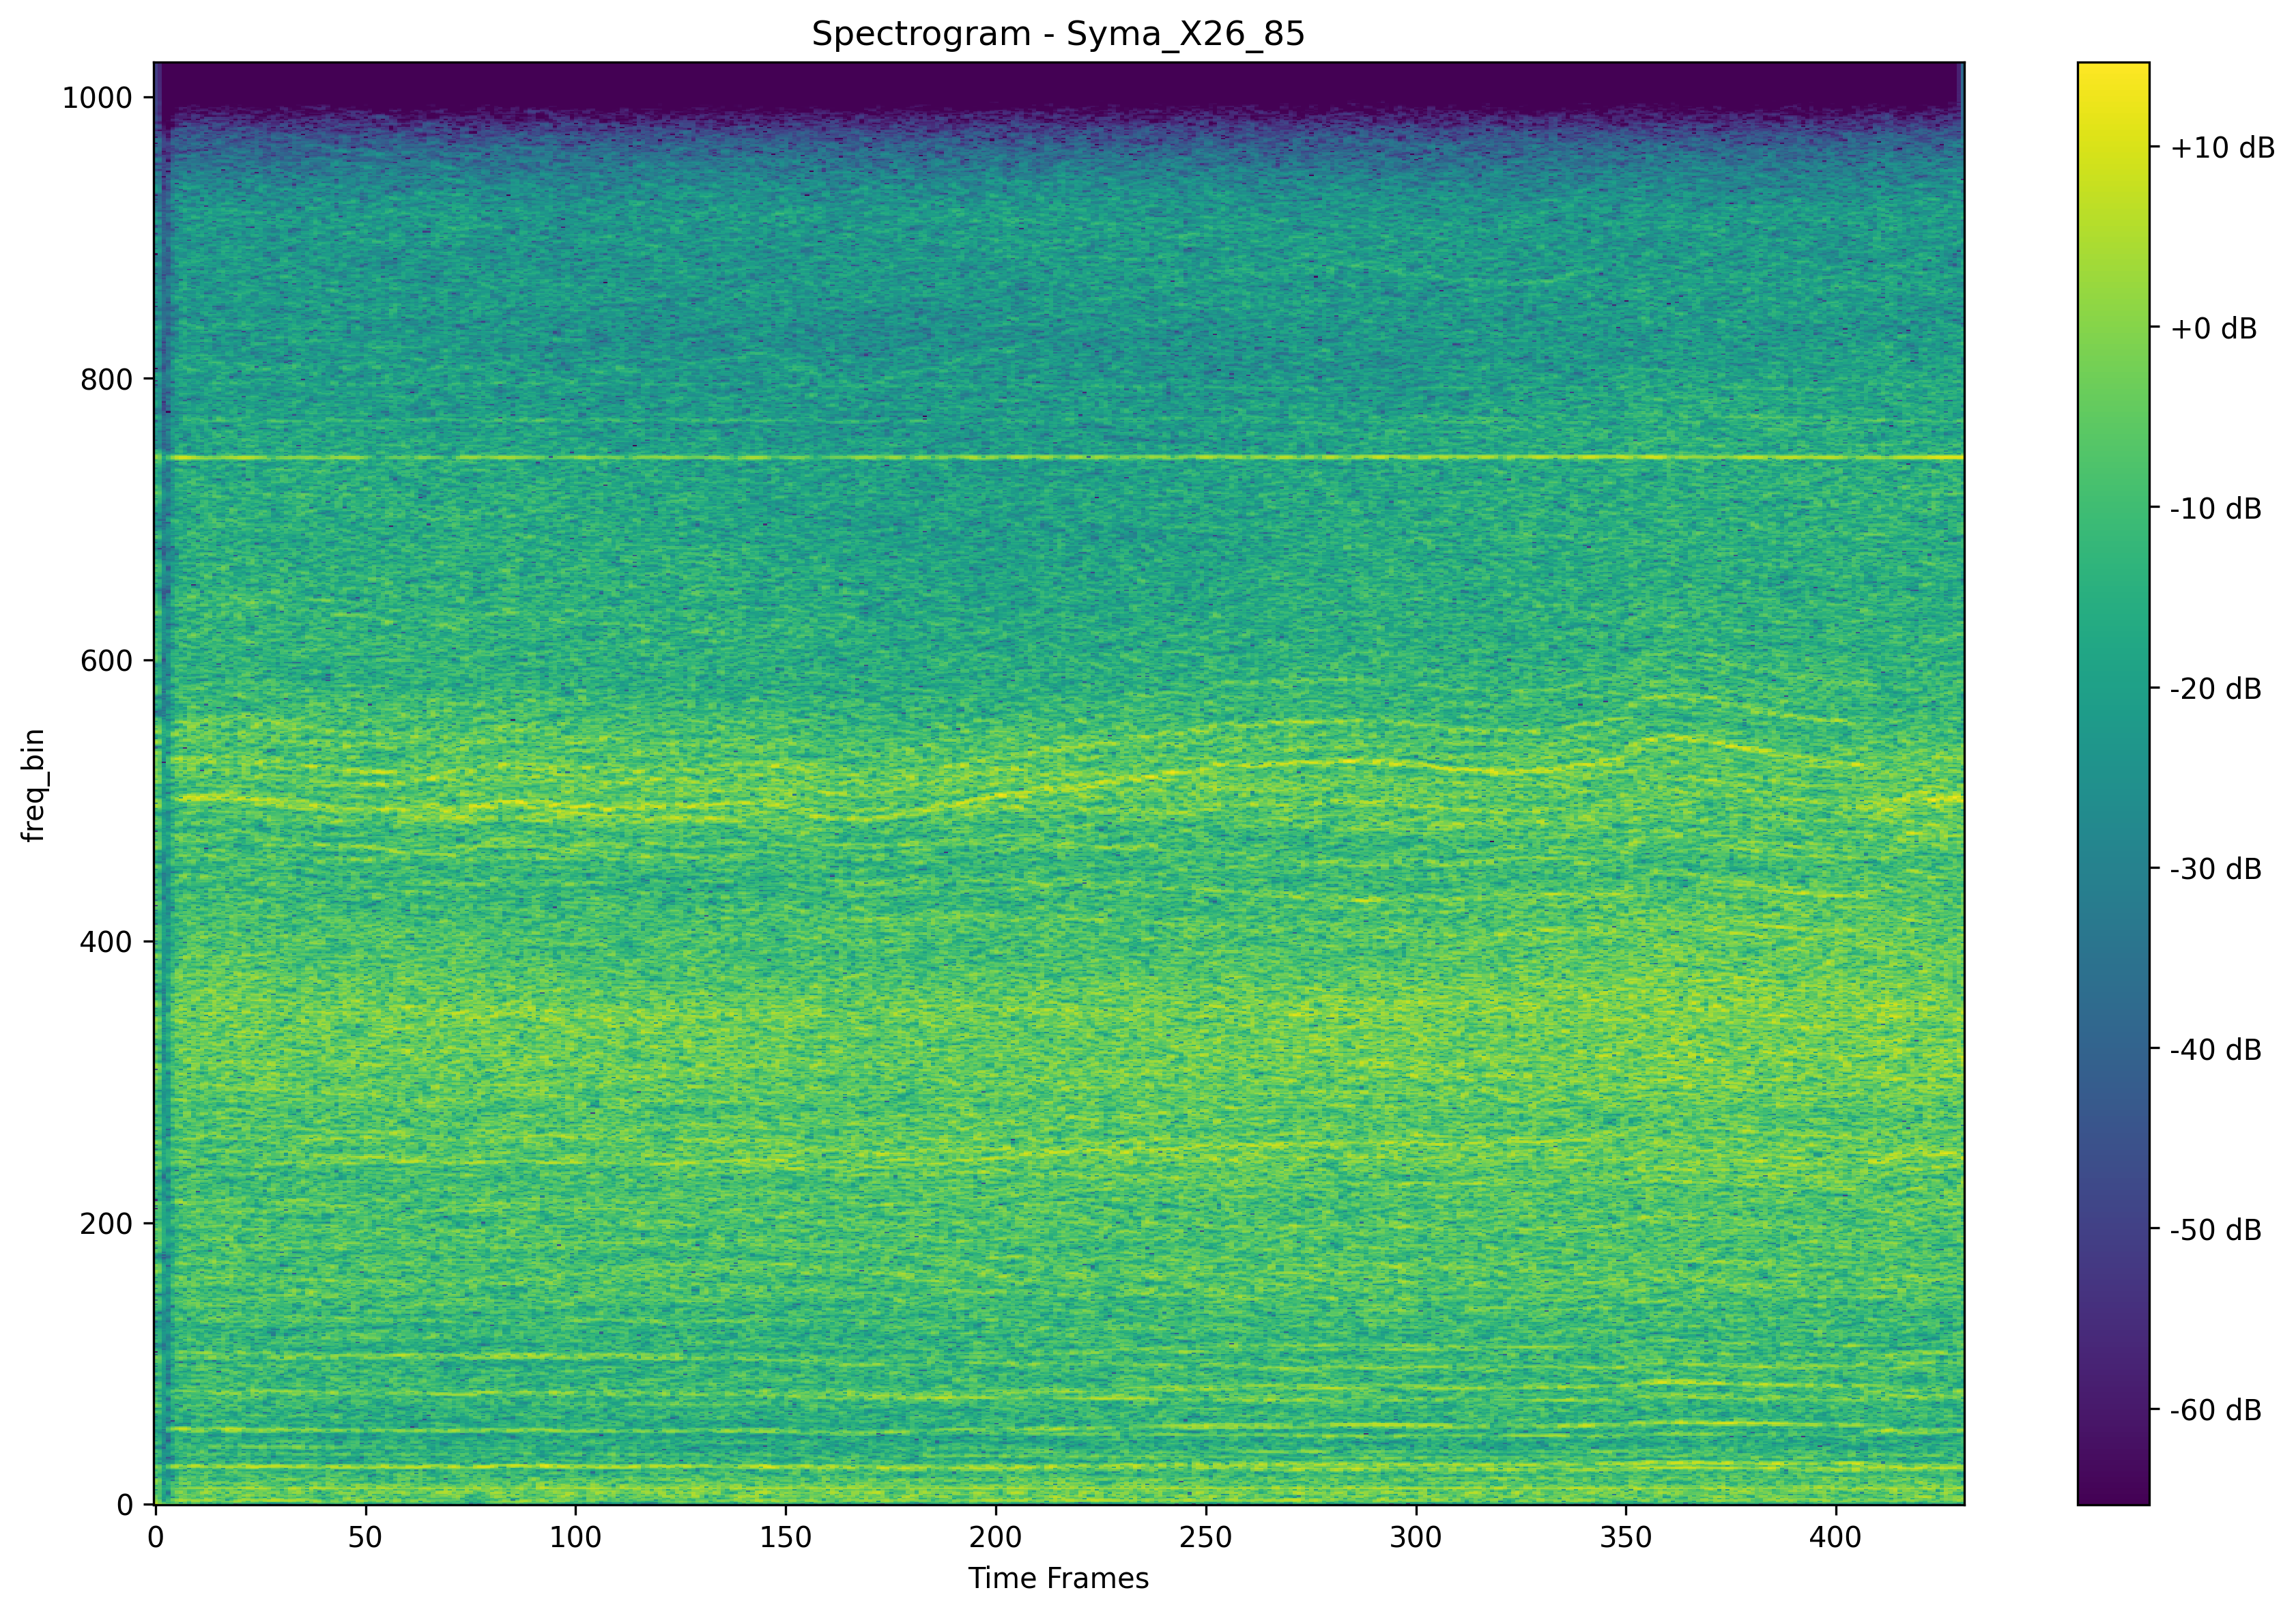 Spectrogram - Syma_X26_85
1000
800
600
400
200
0
freq_bin
0 50 100 150 200 250 300 350 400
Time Frames
+10 dB
+0 dB
-10 dB
-20 dB
-30 dB
-40 dB
-50 dB
-60 dB